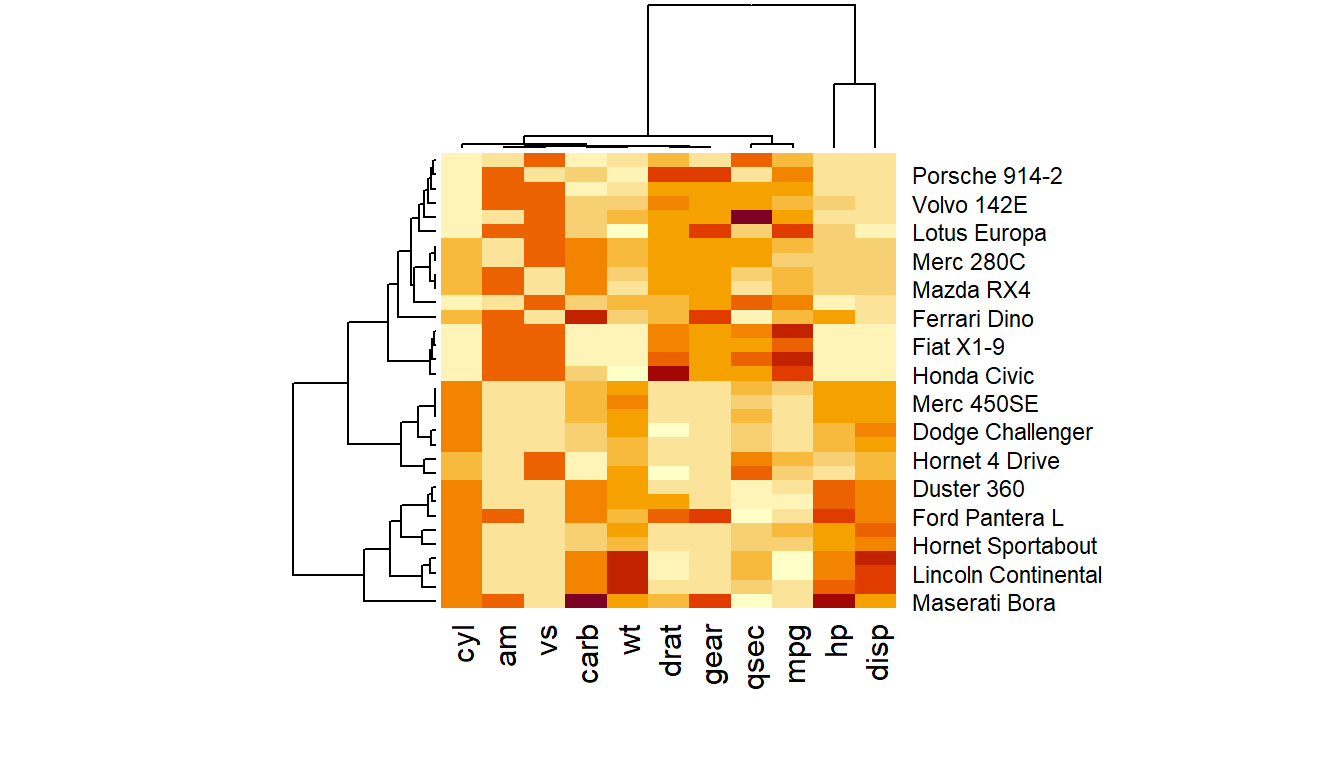 Porsche 914-2
Volvo 142E
Lotus Europa
Merc 280C
Mazda RX4
Ferrari Dino
Fiat X1-9
Honda Civic
Merc 450SE
Dodge Challenger
Hornet 4 Drive
Duster 360
Ford Pantera L
Hornet Sportabout
Lincoln Continental
Maserati Bora
cyl
am
vs
carb
wt
drat
gear
qsec
mpg
hp
disp